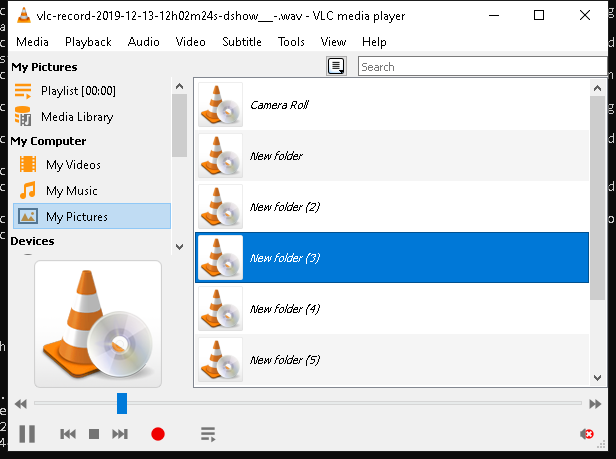 vlc-record-2019-12-13-12h02m24s-dshow___-.wav - VLC media player
Media Playback Audio Video Subtitle Tools View Help
My Pictures
Search
Playlist [00:00]
Media Library
My Computer
My Videos
My Music
My Pictures
Devices
Camera Roll
New folder
New folder (2)
New folder (3)
New folder (4)
New folder (5)